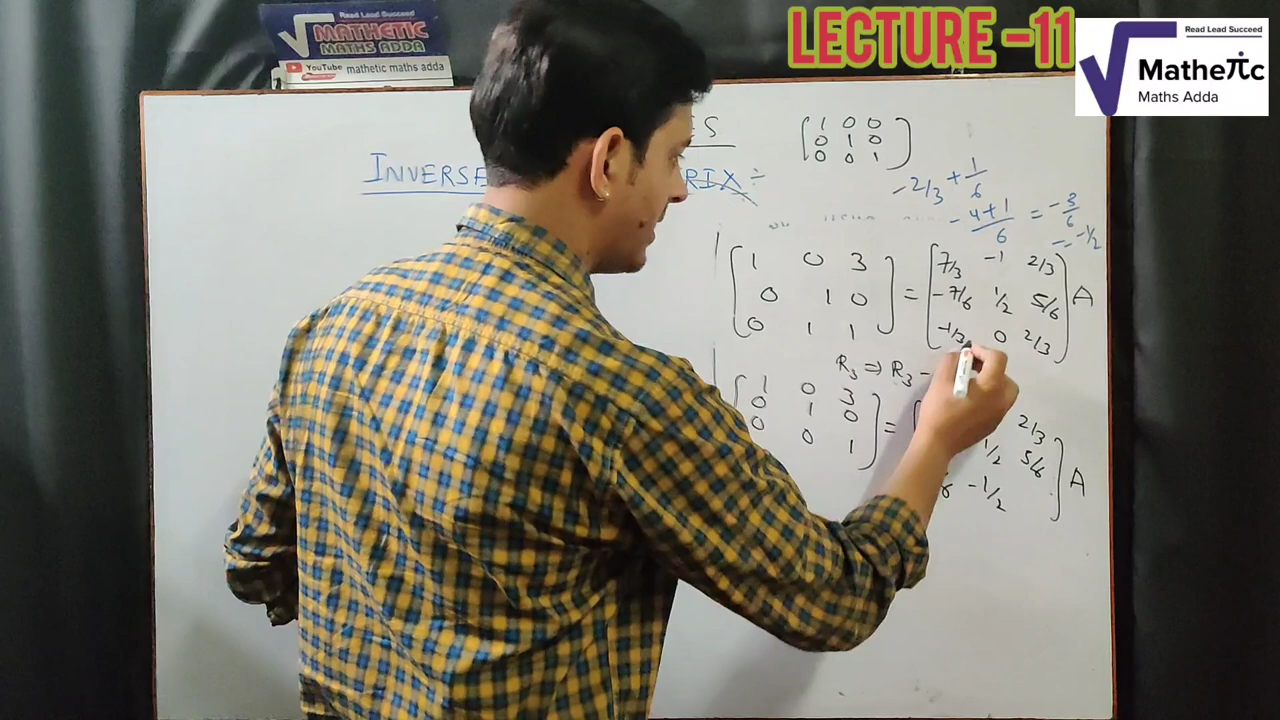 LECTURE -11
Read Lead Succeed
Mathetic
Maths Adda
Read Lead Succeed
MATHETIC
MATHS ADDA
YouTube mathetic maths adda
INVERSE
RIX :-
1 0 0
0 1 0
0 0 1
-2/3 + 1/6
-4+1/6 = -3/6
= -1/2
1 0 3 = 7/3 -1 2/3
0 1 0 -7/6 1/2 5/6 A
0 1 1 -1/3 0 2/3
R3 ⇒ R3 -
1 0 3 2/3
0 1 0 = 1/2 5/6 A
0 0 1 -1/2